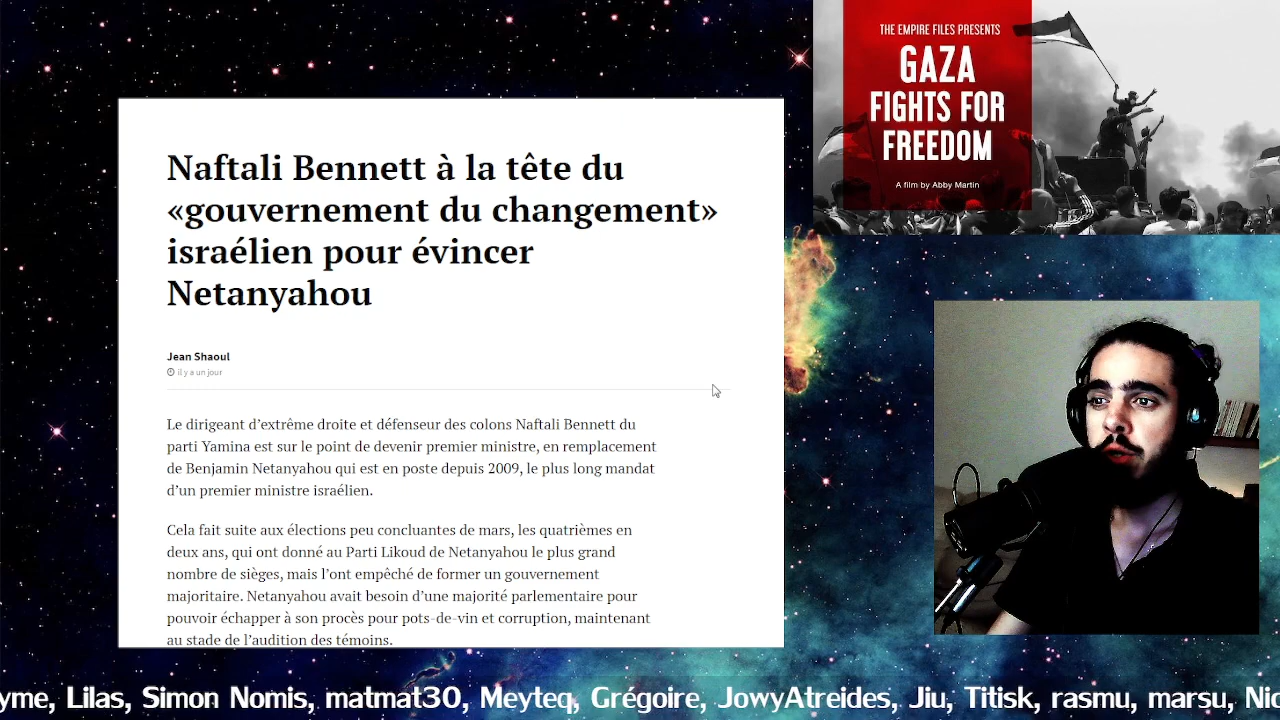 THE EMPIRE FILES PRESENTS
GAZA
FIGHTS FOR
FREEDOM
A film by Abby Martin
Naftali Bennett à la tête du
«gouvernement du changement»
israélien pour évincer
Netanyahou
Jean Shaoul
il y a un jour
Le dirigeant d’extrême droite et défenseur des colons Naftali Bennett du
parti Yamina est sur le point de devenir premier ministre, en remplacement
de Benjamin Netanyahou qui est en poste depuis 2009, le plus long mandat
d’un premier ministre israélien.
Cela fait suite aux élections peu concluantes de mars, les quatrièmes en
deux ans, qui ont donné au Parti Likoud de Netanyahou le plus grand
nombre de sièges, mais l’ont empêché de former un gouvernement
majoritaire. Netanyahou avait besoin d’une majorité parlementaire pour
pouvoir échapper à son procès pour pots-de-vin et corruption, maintenant
au stade de l’audition des témoins.
yme, Lilas, Simon Nomis, matmat30, Meyteq, Grégoire, JowyAtreides, Jiu, Titisk, rasmu, marsu, Nic